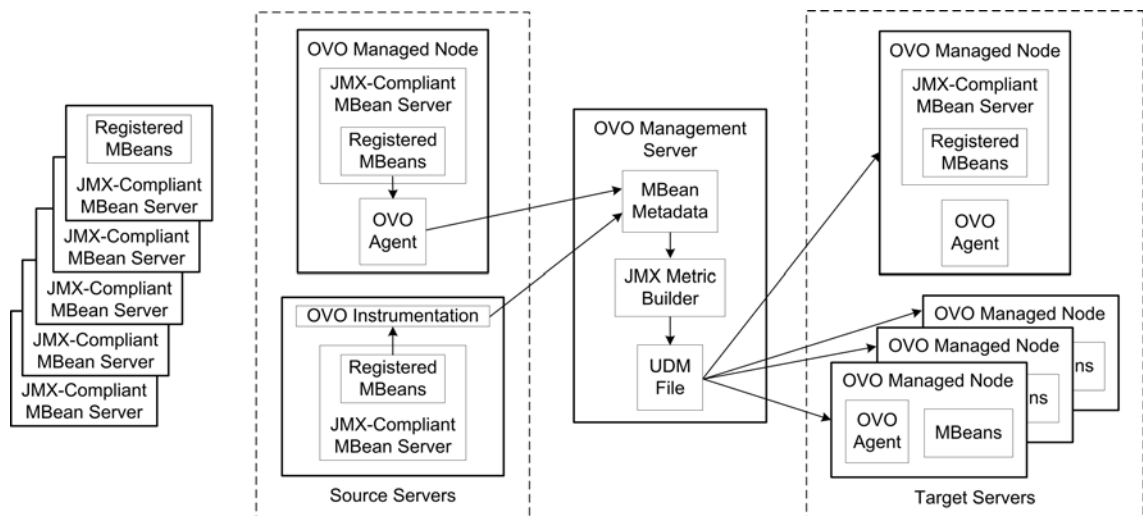 Registered
MBeans
JMX-Compliant
MBean Server
JMX-Compliant
MBean Server
JMX-Compliant
MBean Server
JMX-Compliant
MBean Server
JMX-Compliant
MBean Server
OVO Managed Node
JMX-Compliant
MBean Server
Registered
MBeans
OVO
Agent
OVO Instrumentation
Registered
MBeans
JMX-Compliant
MBean Server
Source Servers
OVO Management
Server
MBean
Metadata
JMX Metric
Builder
UDM
File
OVO Managed Node
JMX-Compliant
MBean Server
Registered
MBeans
OVO
Agent
OVO Managed Node
ns
OVO Managed Node
ns
OVO Managed Node
OVO
Agent
MBeans
Target Servers